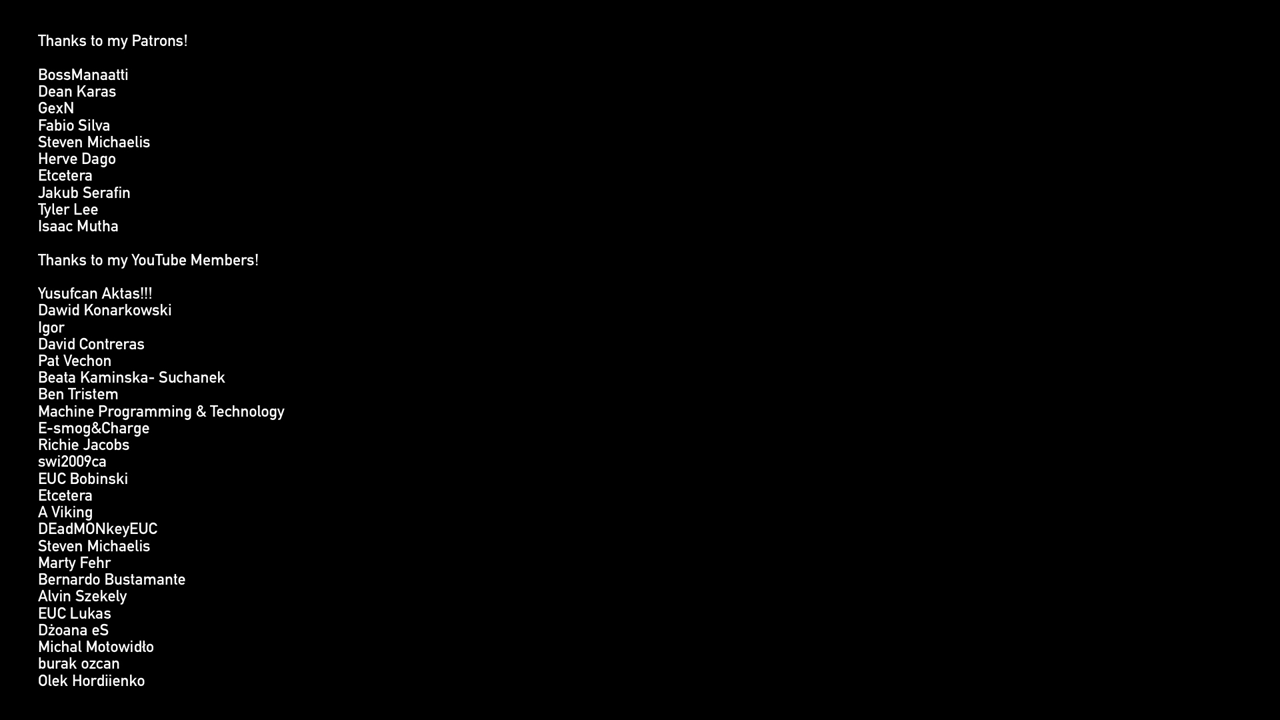 Thanks to my Patrons!
BossManaatti
Dean Karas
GexN
Fabio Silva
Steven Michaelis
Herve Dago
Etcetera
Jakub Serafin
Tyler Lee
Isaac Mutha
Thanks to my YouTube Members!
Yusufcan Aktas!!!
Dawid Konarkowski
Igor
David Contreras
Pat Vechon
Beata Kaminska- Suchanek
Ben Tristem
Machine Programming & Technology
E-smog&Charge
Richie Jacobs
swi2009ca
EUC Bobinski
Etcetera
A Viking
DEadMONkeyEUC
Steven Michaelis
Marty Fehr
Bernardo Bustamante
Alvin Szekely
EUC Lukas
Dżoana eS
Michal Motowidło
burak ozcan
Olek Hordiienko